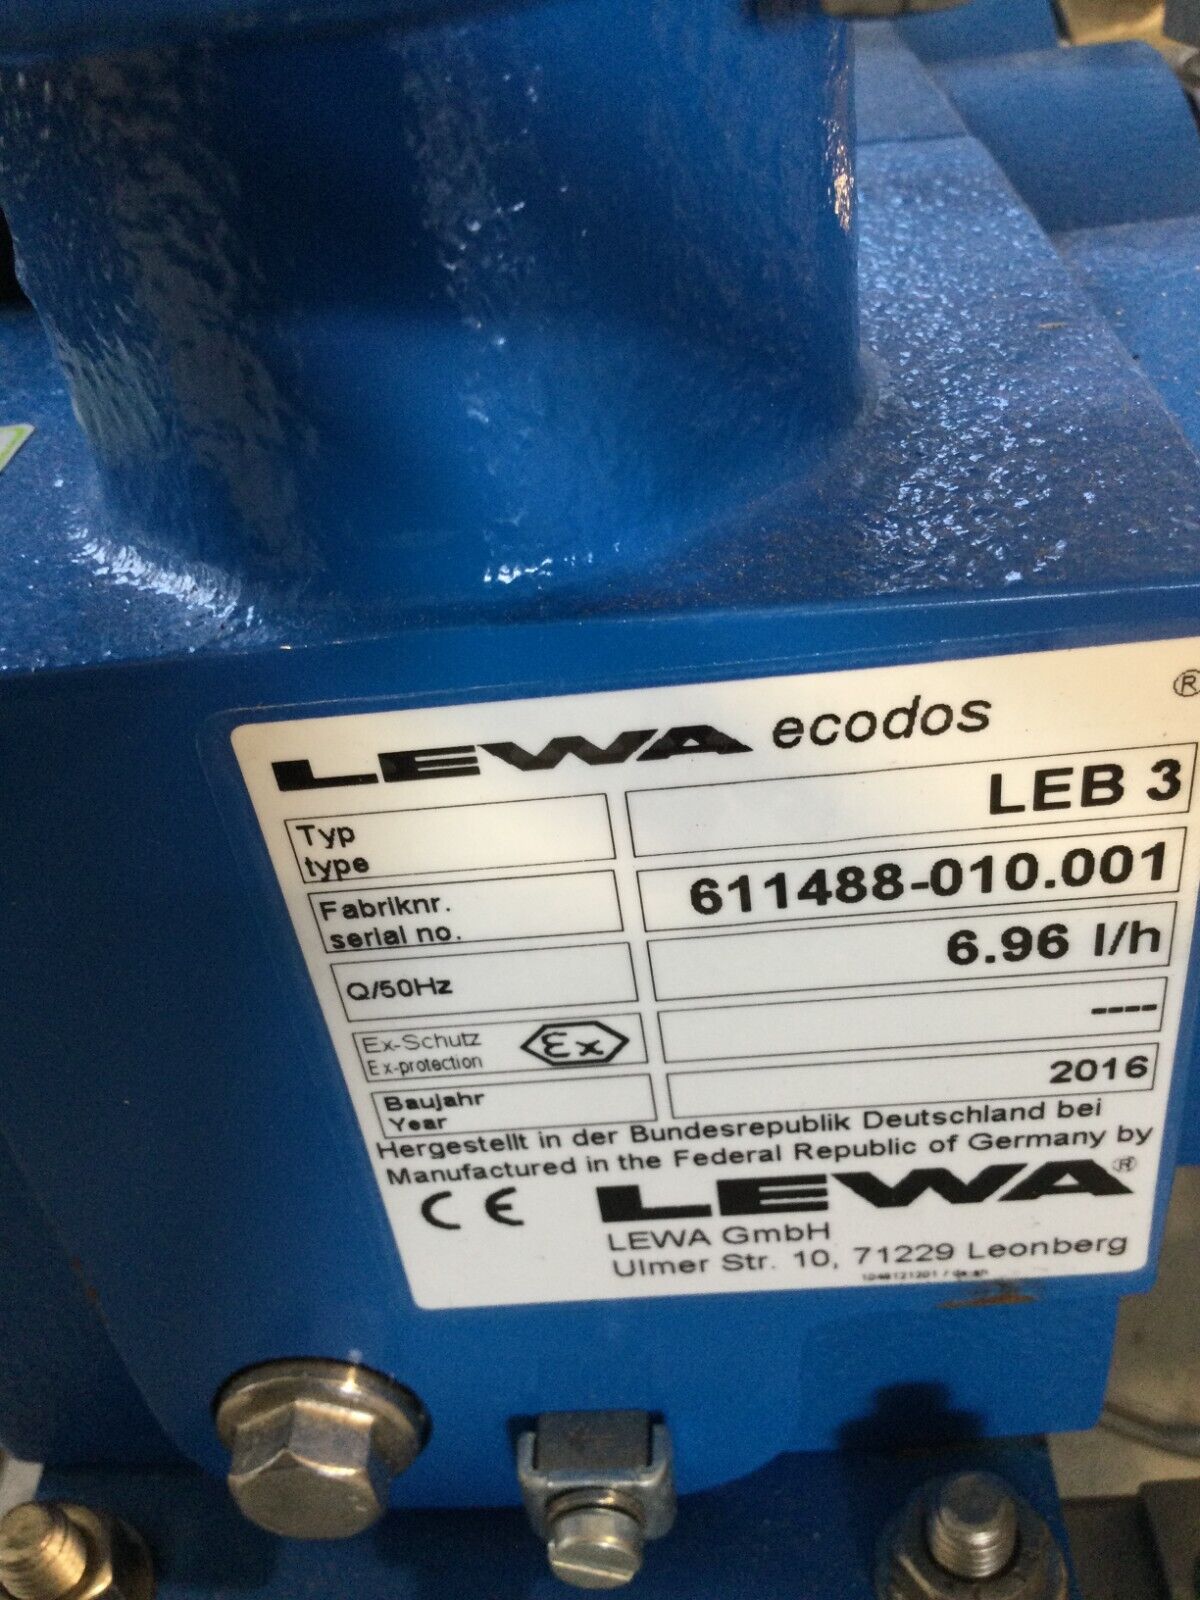 LEWA ecodos ®
Typ
type
LEB 3
Fabriknr.
serial no.
611488-010.001
Q/50Hz
6.96 l/h
Ex-Schutz
Ex-protection
Ex
----
Baujahr
Year
2016
Hergestellt in der Bundesrepublik Deutschland bei
Manufactured in the Federal Republic of Germany by
CE LEWA®
LEWA GmbH
Ulmer Str. 10, 71229 Leonberg